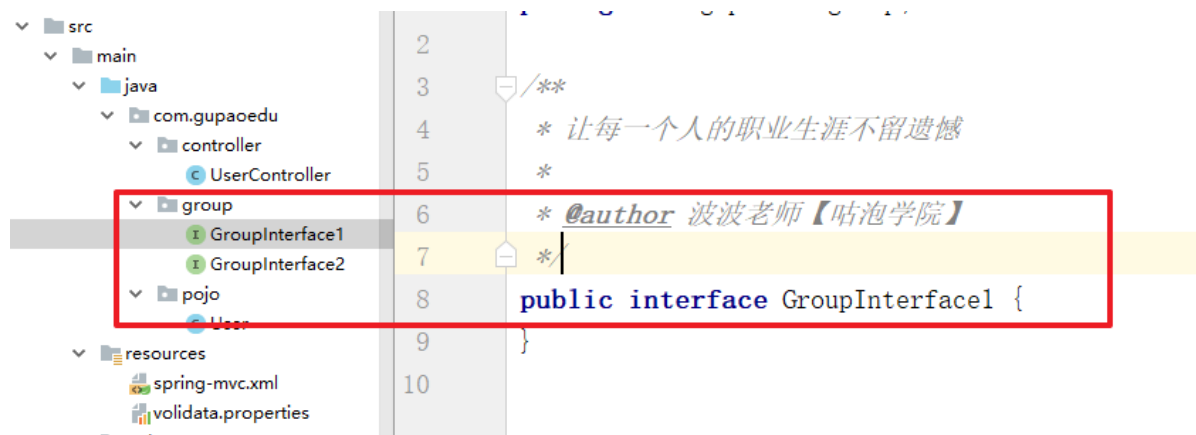 src
main
java
com.gupaoedu
controller
C UserController
group
I GroupInterface1
I GroupInterface2
pojo
resources
spring-mvc.xml
volidata.properties
2
3 /**
4 * 让每一个人的职业生涯不留遗憾
5 *
6 * @author 波波老师【咕泡学院】
7 */
8 public interface GroupInterface1 {
9 }
10